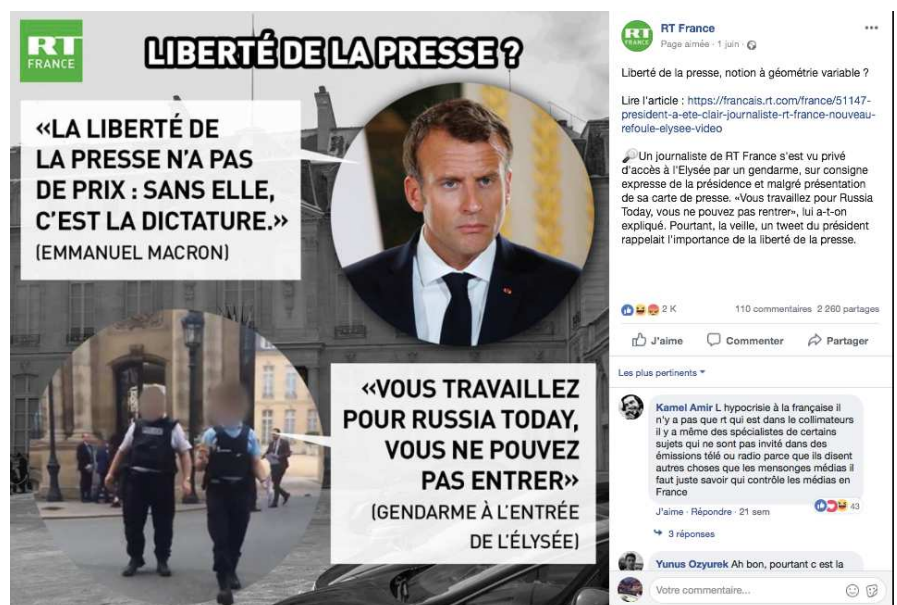 RT
FRANCE
LIBERTÉ DE LA PRESSE ?
«LA LIBERTÉ DE
LA PRESSE N'A PAS
DE PRIX : SANS ELLE,
C'EST LA DICTATURE.»
(EMMANUEL MACRON)
«VOUS TRAVAILLEZ
POUR RUSSIA TODAY,
VOUS NE POUVEZ
PAS ENTRER»
(GENDARME À L'ENTRÉE
DE L'ÉLYSÉE)
RT
FRANCE
RT France
Page aimée · 1 juin ·
Liberté de la presse, notion à géométrie variable ?
Lire l'article : https://francais.rt.com/france/51147-
president-a-ete-clair-journaliste-rt-france-nouveau-
refoule-elysee-video
Un journaliste de RT France s'est vu privé
d'accès à l'Elysée par un gendarme, sur consigne
expresse de la présidence et malgré présentation
de sa carte de presse. «Vous travaillez pour Russia
Today, vous ne pouvez pas rentrer», lui a-t-on
expliqué. Pourtant, la veille, un tweet du président
rappelait l'importance de la liberté de la presse.
2 K
110 commentaires 2 260 partages
J'aime Commenter Partager
Les plus pertinents
Kamel Amir L hypocrisie à la française il
n'y a pas que rt qui est dans le collimateurs
il y a même des spécialistes de certains
sujets qui ne sont pas invité dans des
émissions télé ou radio parce que ils disent
autres choses que les mensonges médias il
faut juste savoir qui contrôle les médias en
France
43
J'aime · Répondre · 21 sem
3 réponses
Yunus Ozyurek Ah bon, pourtant c est la
Votre commentaire...